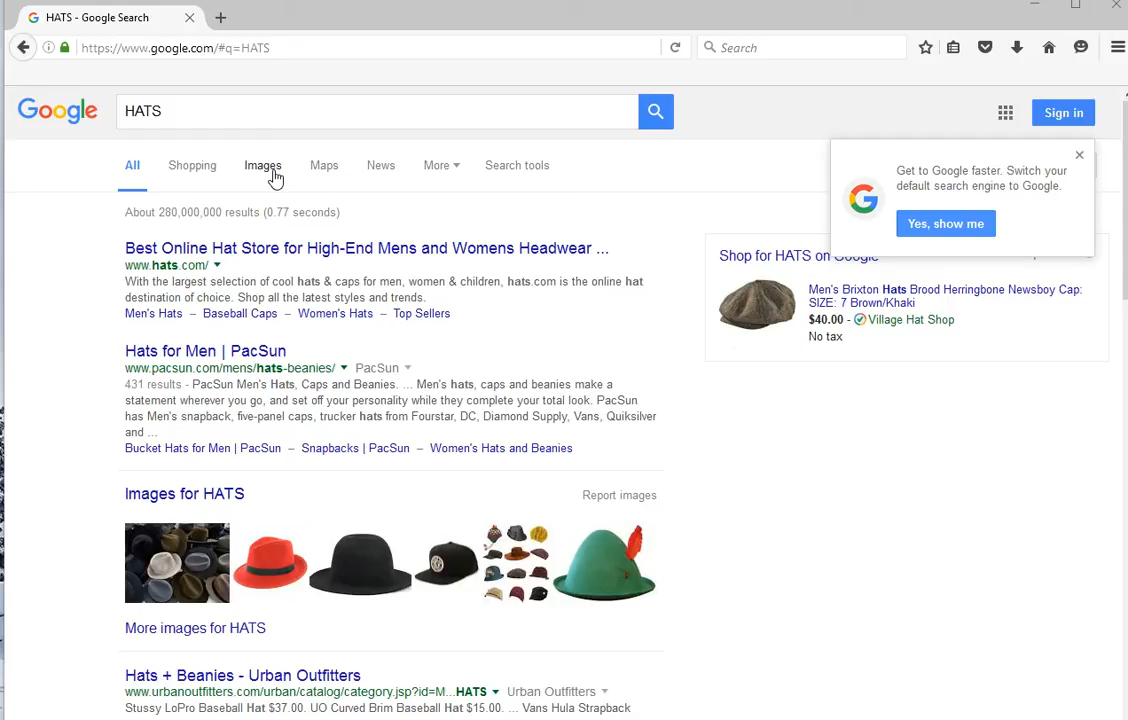 HATS - Google Search
https://www.google.com/#q=HATS
Search
Google
HATS
Sign in
All
Shopping
Images
Maps
News
More
Search tools
Get to Google faster. Switch your
default search engine to Google.
Yes, show me
About 280,000,000 results (0.77 seconds)
Best Online Hat Store for High-End Mens and Womens Headwear ...
www.hats.com/
With the largest selection of cool hats & caps for men, women & children, hats.com is the online hat
destination of choice. Shop all the latest styles and trends.
Men's Hats – Baseball Caps – Women's Hats – Top Sellers
Shop for HATS on Google
Men's Brixton Hats Brood Herringbone Newsboy Cap:
SIZE: 7 Brown/Khaki
$40.00 - Village Hat Shop
No tax
Hats for Men | PacSun
www.pacsun.com/mens/hats-beanies/ PacSun
431 results - PacSun Men's Hats, Caps and Beanies. ... Men's hats, caps and beanies make a
statement wherever you go, and set off your personality while they complete your total look. PacSun
has Men's snapback, five-panel caps, trucker hats from Fourstar, DC, Diamond Supply, Vans, Quiksilver
and ...
Bucket Hats for Men | PacSun – Snapbacks | PacSun – Women's Hats and Beanies
Images for HATS
Report images
More images for HATS
Hats + Beanies - Urban Outfitters
www.urbanoutfitters.com/urban/catalog/category.jsp?id=M...HATS Urban Outfitters
Stussy LoPro Baseball Hat $37.00. UO Curved Brim Baseball Hat $15.00. ... Vans Hula Strapback